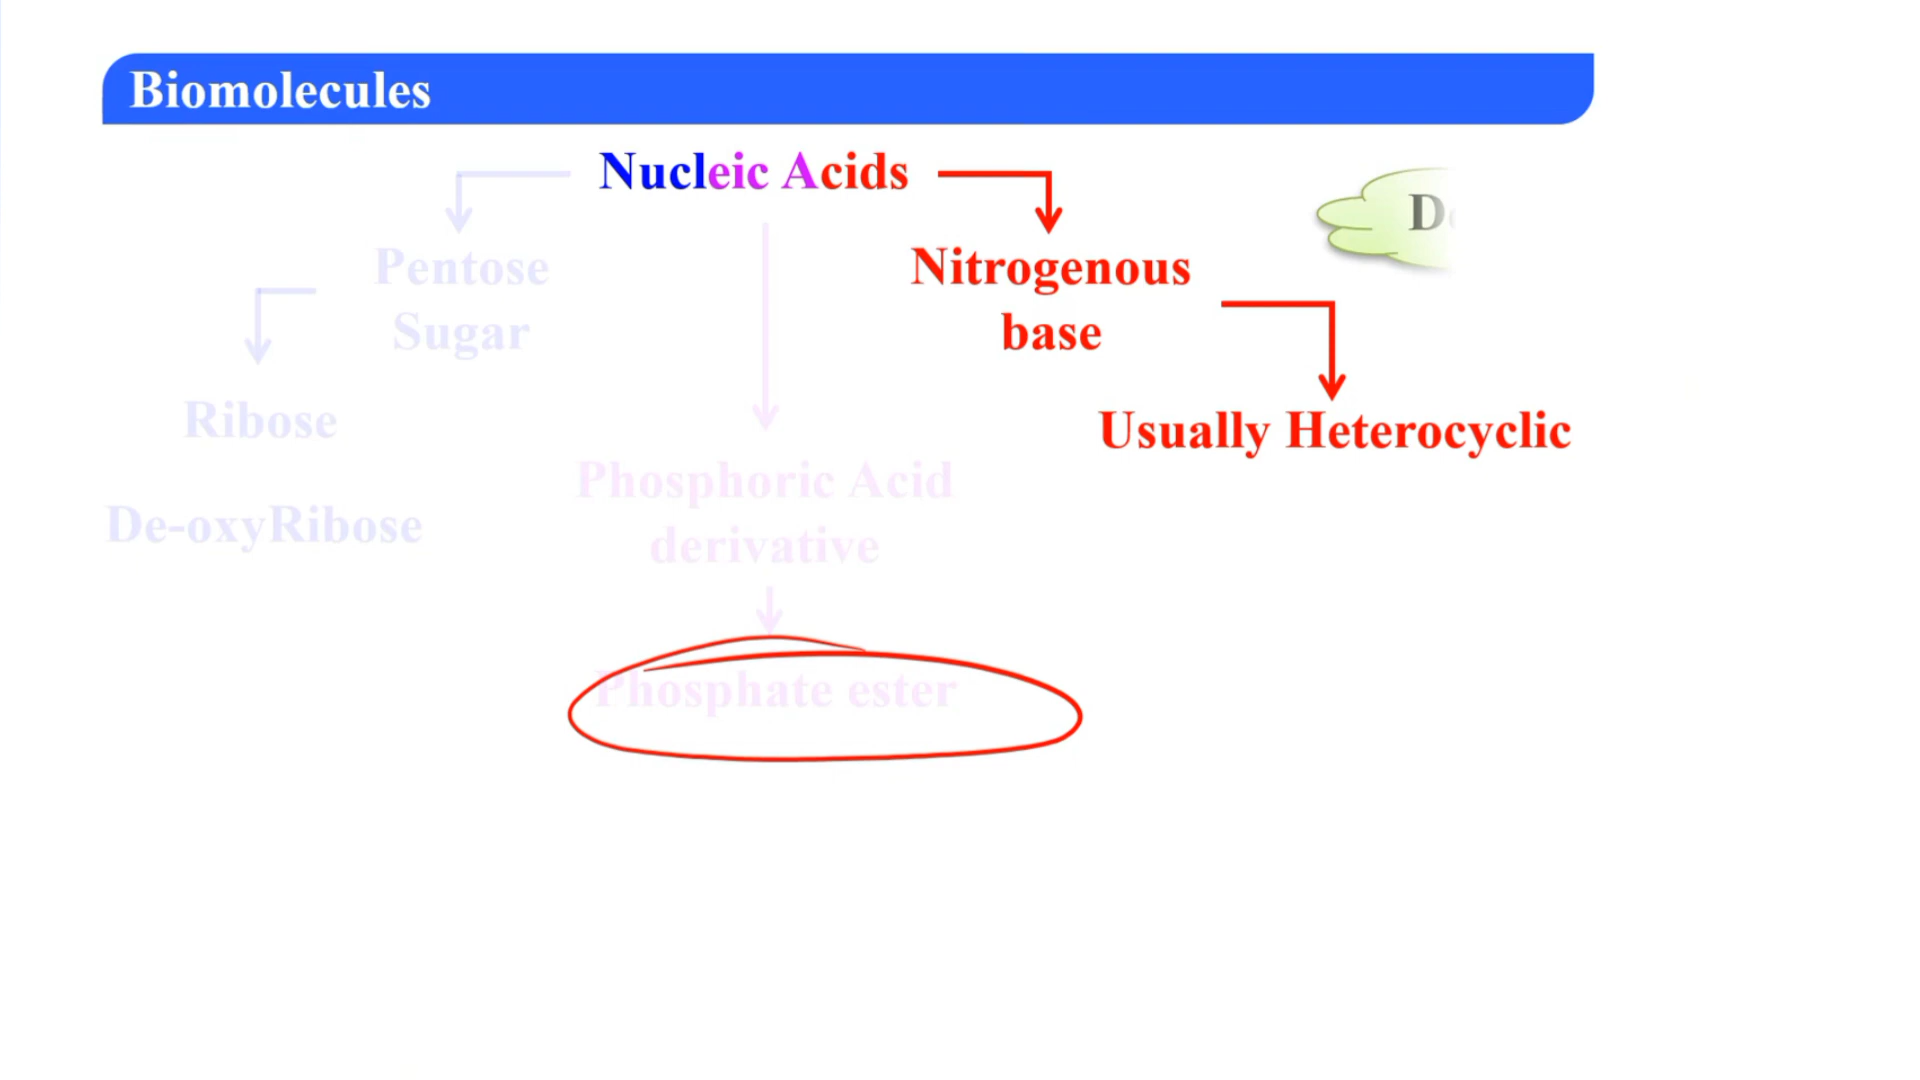 Biomolecules
Nucleic Acids
Pentose
Sugar
Nitrogenous
base
Ribose
De-oxyRibose
Usually Heterocyclic
Phosphoric Acid
derivative
Phosphate ester